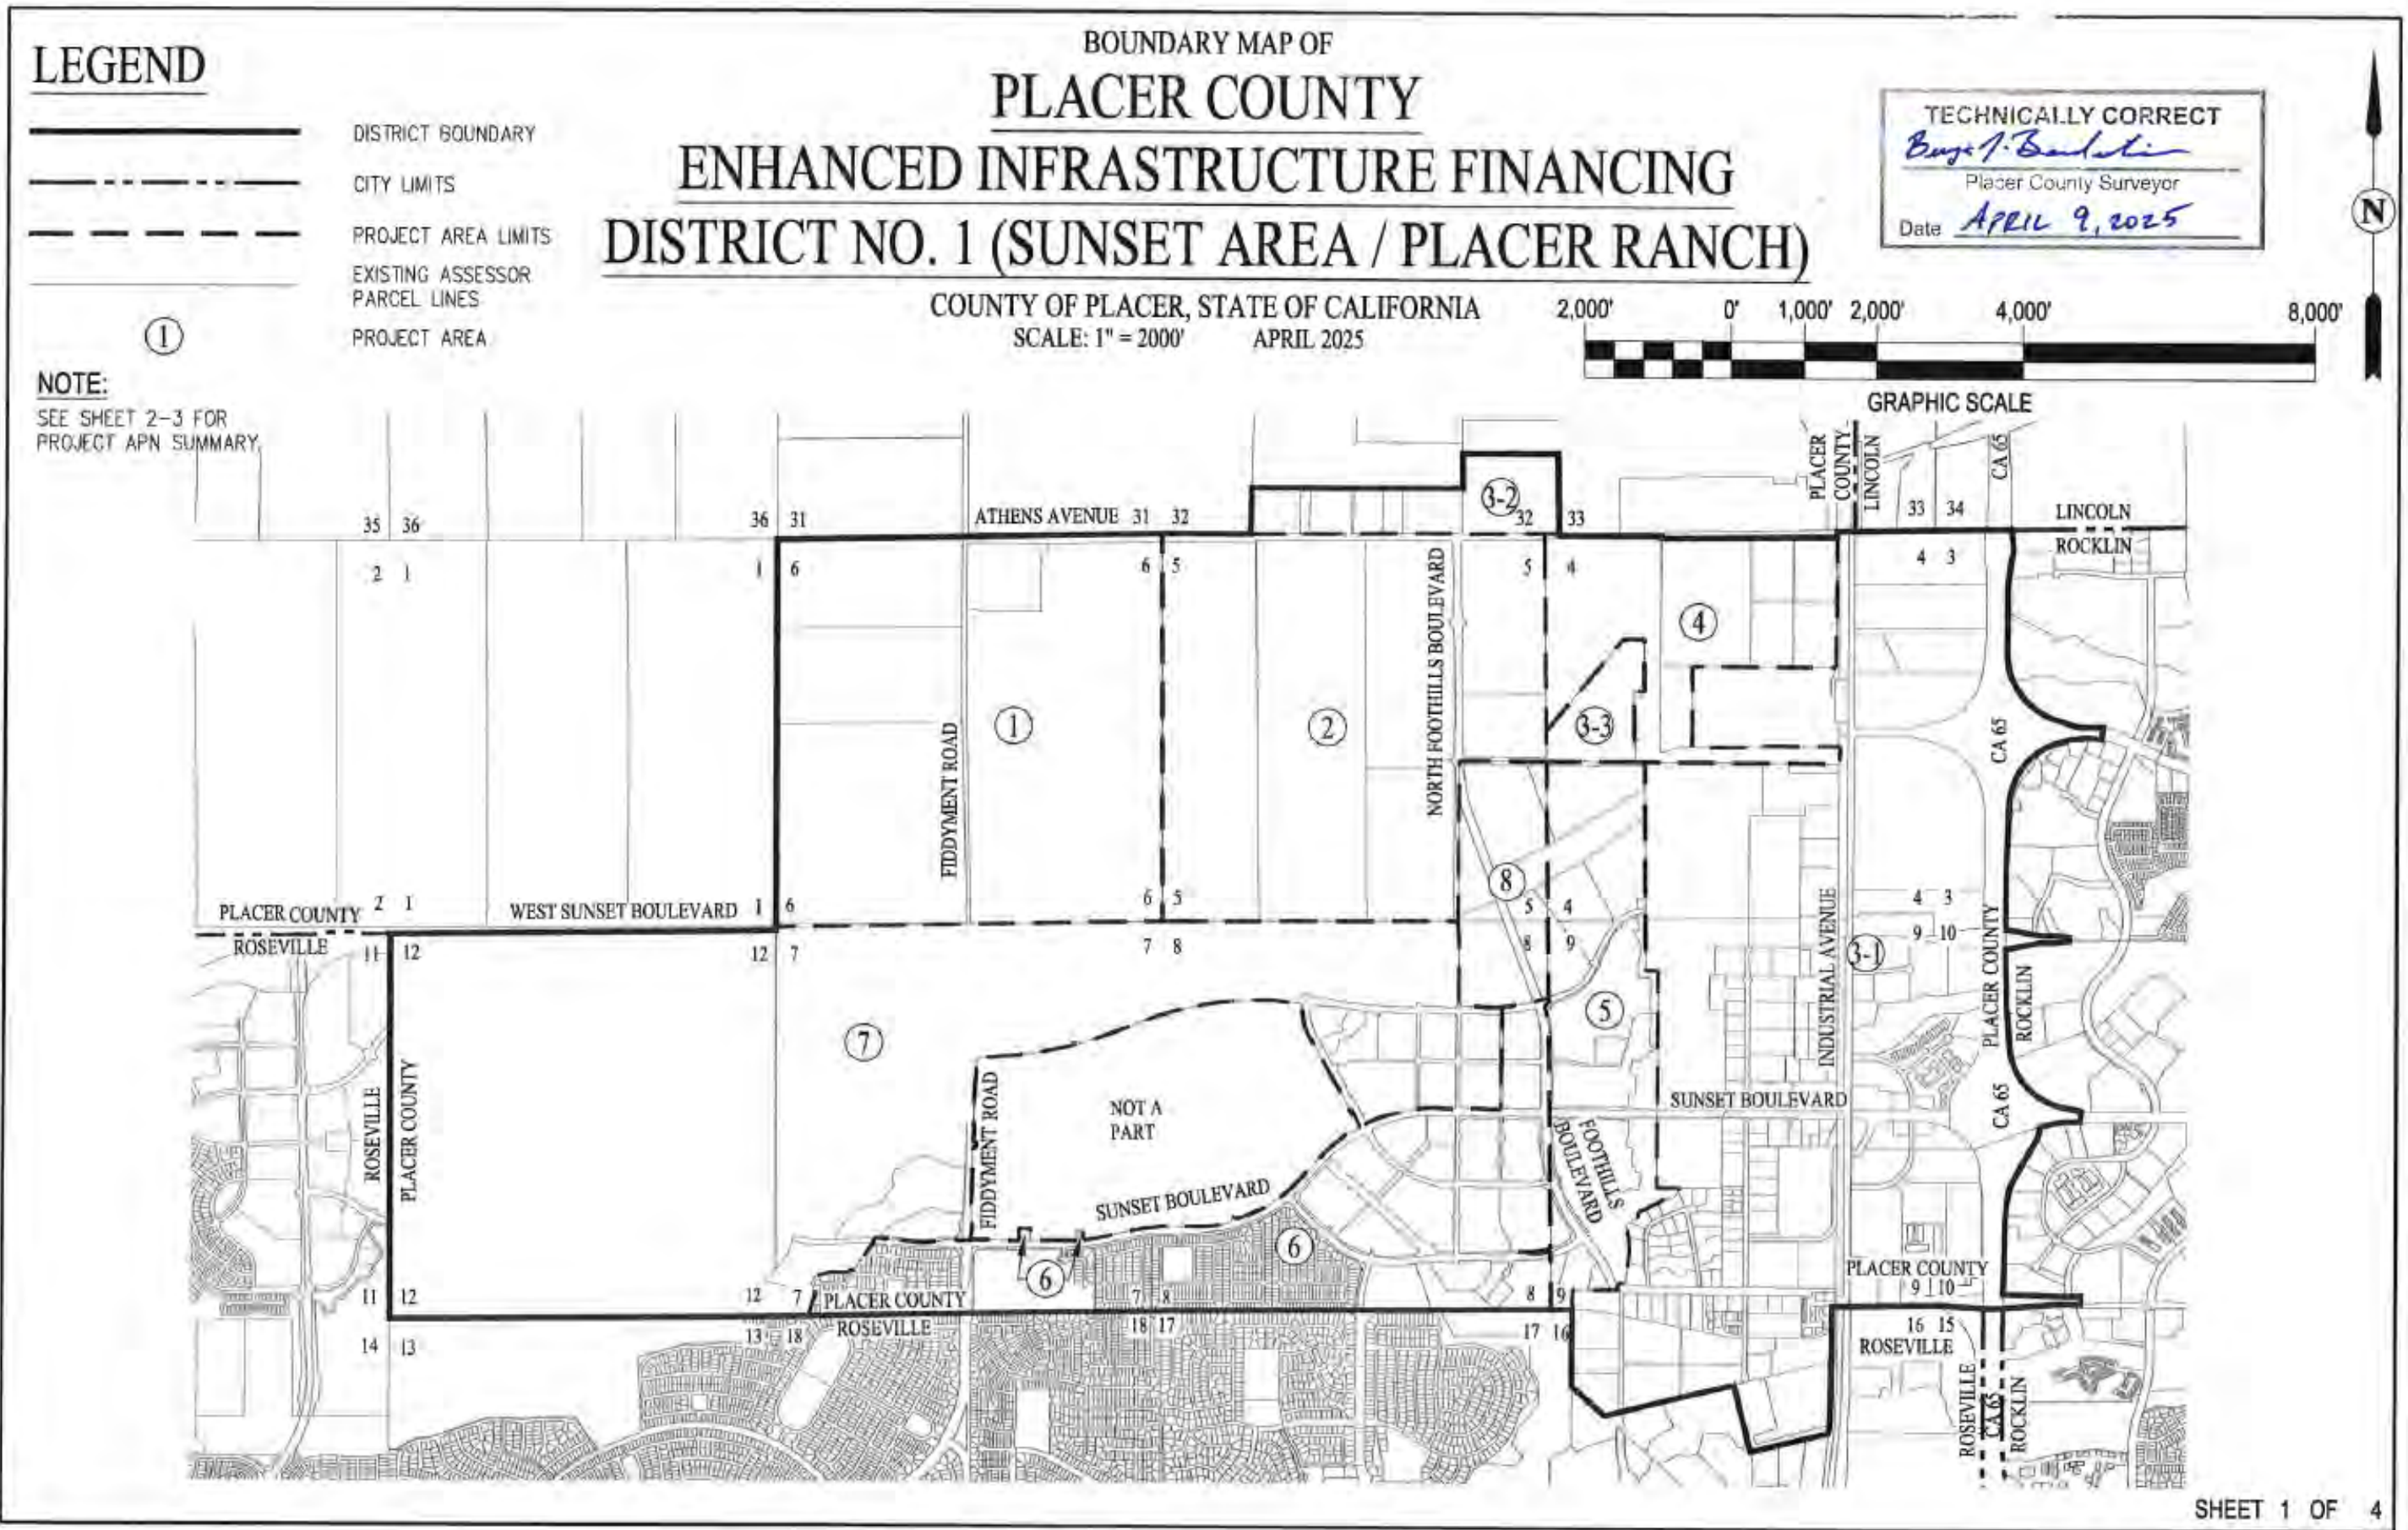 LEGEND
DISTRICT BOUNDARY
CITY LIMITS
PROJECT AREA LIMITS
EXISTING ASSESSOR
PARCEL LINES
1
PROJECT AREA
NOTE:
SEE SHEET 2-3 FOR
PROJECT APN SUMMARY
BOUNDARY MAP OF
PLACER COUNTY
ENHANCED INFRASTRUCTURE FINANCING
DISTRICT NO. 1 (SUNSET AREA / PLACER RANCH)
COUNTY OF PLACER, STATE OF CALIFORNIA
SCALE: 1" = 2000' APRIL 2025
TECHNICALLY CORRECT
Placer County Surveyor
Date APRIL 9, 2025
N
2,000' 0' 1,000' 2,000' 4,000' 8,000'
GRAPHIC SCALE
PLACER
COUNTY
LINCOLN
CA 65
35 36
36 31
ATHENS AVENUE 31 32
3-2
32 33
33 34
LINCOLN
ROCKLIN
2 1
1 6
6 5
5 4
4 3
NORTH FOOTHILLS BOULEVARD
4
FIDDYMENT ROAD
1
2
3-3
CA 65
8
PLACER COUNTY
2 1
WEST SUNSET BOULEVARD
1 6
6 5
5 4
4 3
ROSEVILLE
11 12
12 7
7 8
8 9
9 10
3-1
INDUSTRIAL AVENUE
PLACER COUNTY
ROCKLIN
5
7
ROSEVILLE
PLACER COUNTY
FIDDYMENT ROAD
NOT A
PART
SUNSET BOULEVARD
CA 65
FOOTHILLS
BOULEVARD
SUNSET BOULEVARD
6
6
PLACER COUNTY
9 10
11 12
12 7
PLACER COUNTY
7 8
8 9
14 13
13 18
ROSEVILLE
18 17
17 16
16 15
ROSEVILLE
ROSEVILLE
CA 65
ROCKLIN
SHEET 1 OF 4